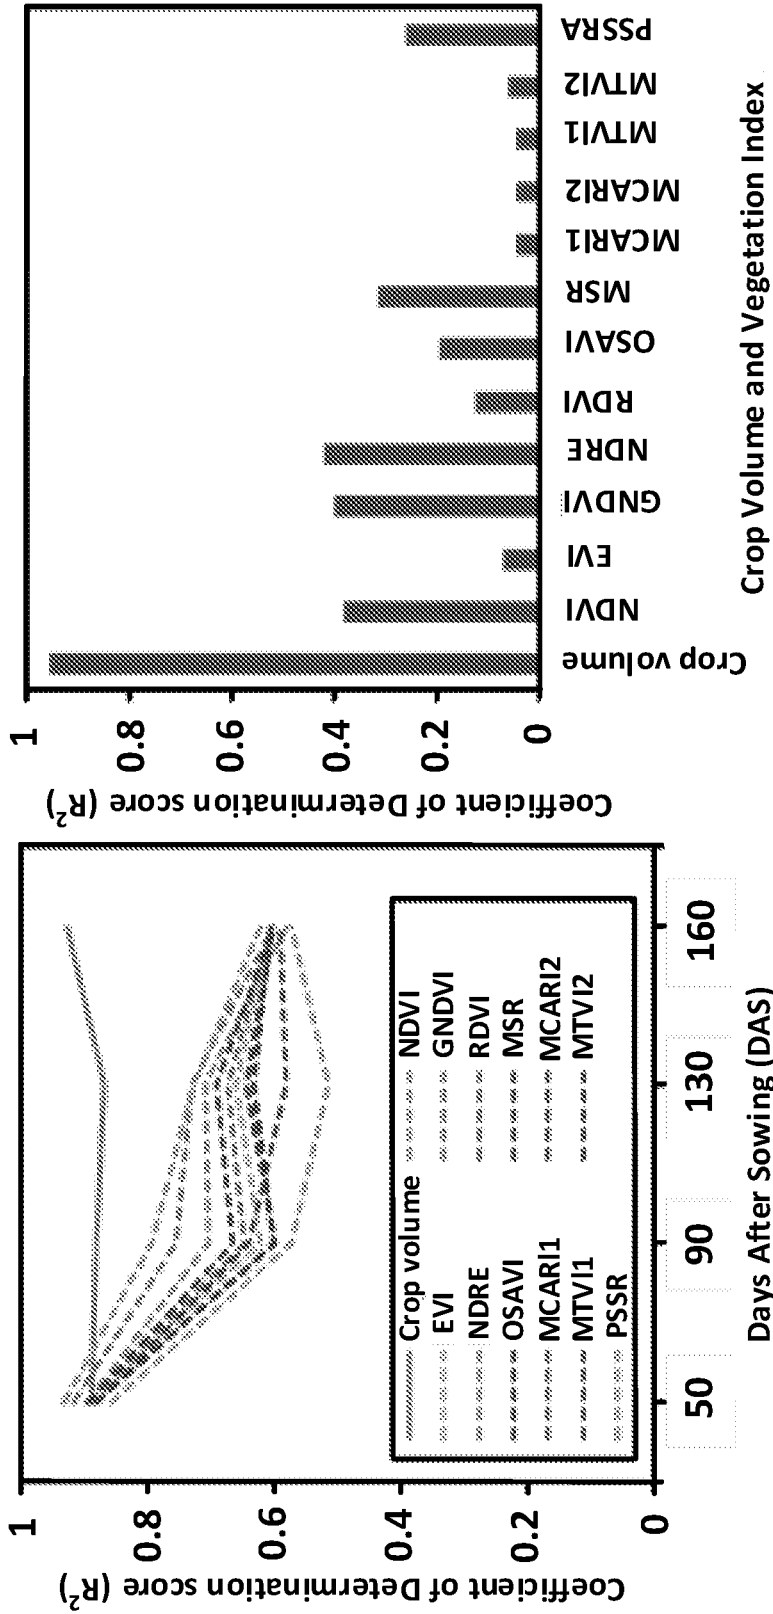 Coefficient of Determination score (R²)
1
0.8
0.6
0.4
0.2
0
Crop volume
NDVI
EVI
GNDVI
NDRE
RDVI
OSAVI
MSR
MCARI1
MCARI2
MTVI1
MTVI2
PSSR
50
90
130
160
Days After Sowing (DAS)
Coefficient of Determination score (R²)
1
0.8
0.6
0.4
0.2
0
Crop volume
NDVI
EVI
GNDVI
NDRE
RDVI
OSAVI
MSR
MCARI1
MCARI2
MTVI1
MTVI2
PSSRA
Crop Volume and Vegetation Index